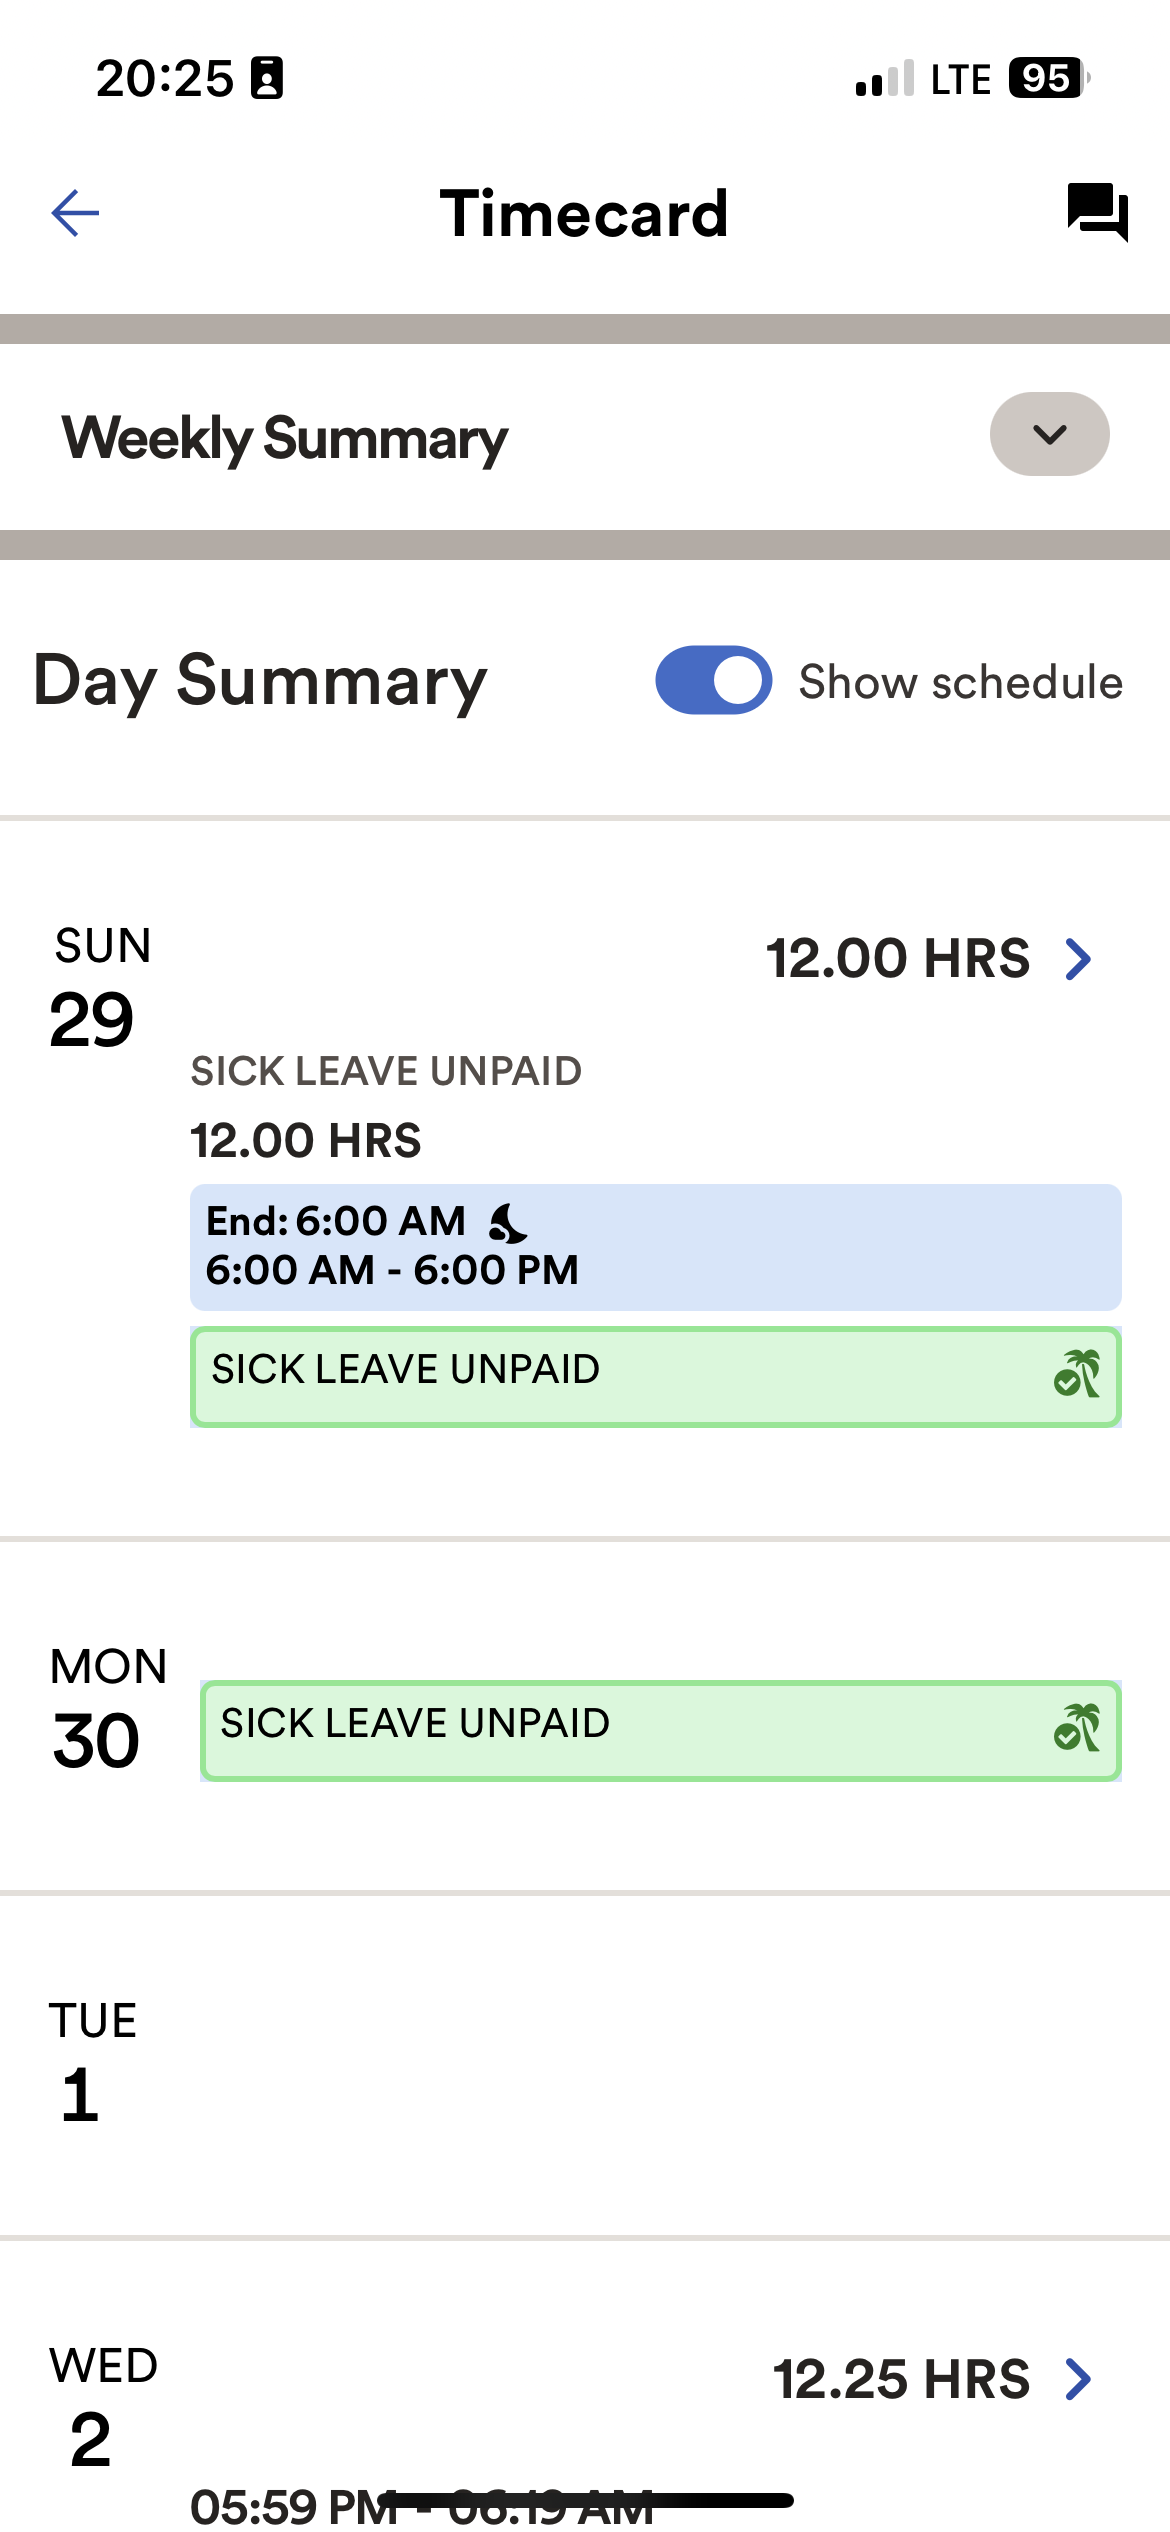 20:25
LTE 95
Timecard
Weekly Summary
Day Summary
Show schedule
SUN
29
12.00 HRS
SICK LEAVE UNPAID
12.00 HRS
End: 6:00 AM
6:00 AM - 6:00 PM
SICK LEAVE UNPAID
MON
30
SICK LEAVE UNPAID
TUE
1
WED
2
12.25 HRS
05:59 PM - 06:19 AM